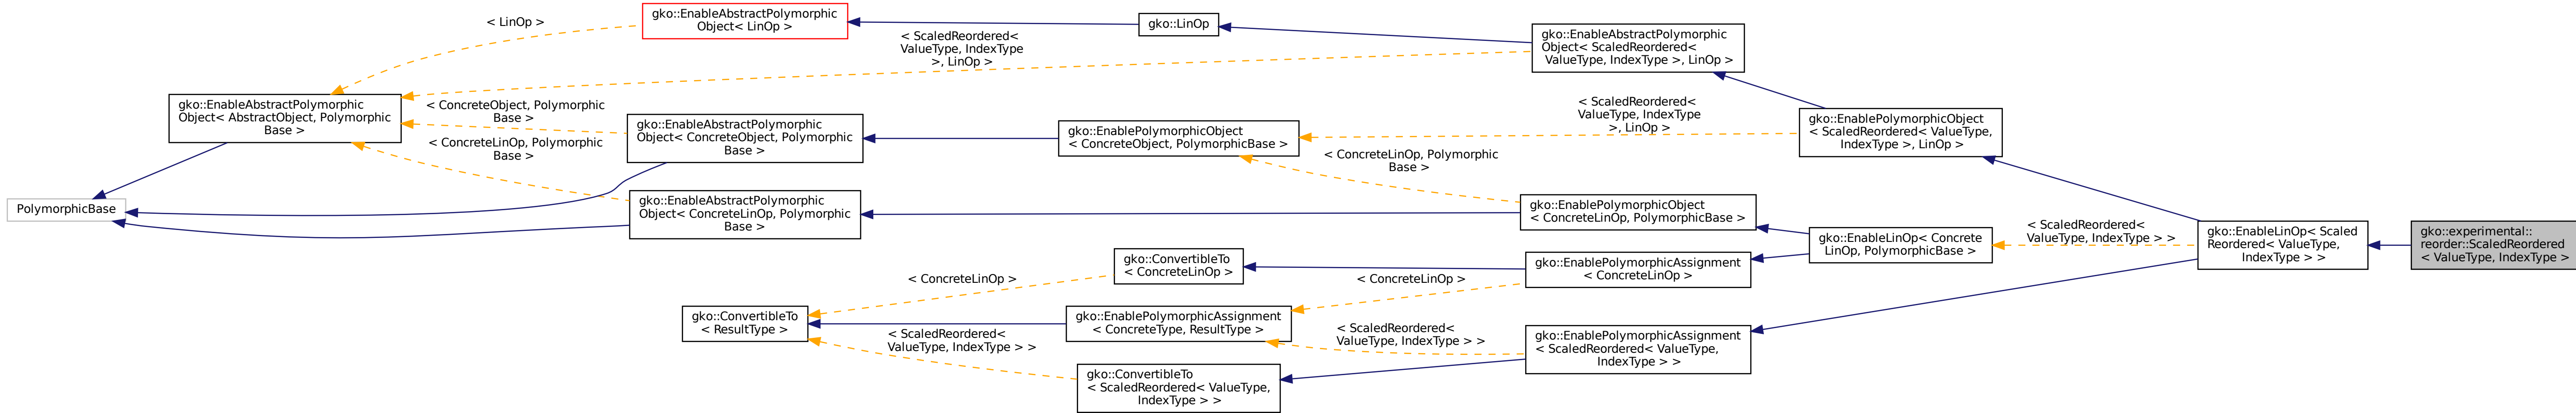 PolymorphicBase
gko::EnableAbstractPolymorphic
Object< AbstractObject, Polymorphic
Base >
< LinOp >
< ScaledReordered<
ValueType, IndexType
>, LinOp >
< ConcreteObject, Polymorphic
Base >
< ConcreteLinOp, Polymorphic
Base >
gko::EnableAbstractPolymorphic
Object< LinOp >
gko::EnableAbstractPolymorphic
Object< ConcreteObject, Polymorphic
Base >
gko::EnableAbstractPolymorphic
Object< ConcreteLinOp, Polymorphic
Base >
gko::ConvertibleTo
< ResultType >
< ConcreteLinOp >
< ScaledReordered<
ValueType, IndexType > >
gko::LinOp
gko::EnablePolymorphicObject
< ConcreteObject, PolymorphicBase >
gko::ConvertibleTo
< ConcreteLinOp >
gko::EnablePolymorphicAssignment
< ConcreteType, ResultType >
gko::ConvertibleTo
< ScaledReordered< ValueType,
IndexType > >
< ScaledReordered<
ValueType, IndexType
>, LinOp >
< ConcreteLinOp, Polymorphic
Base >
< ConcreteLinOp >
< ScaledReordered<
ValueType, IndexType > >
gko::EnableAbstractPolymorphic
Object< ScaledReordered<
ValueType, IndexType >, LinOp >
gko::EnablePolymorphicObject
< ConcreteLinOp, PolymorphicBase >
gko::EnablePolymorphicAssignment
< ConcreteLinOp >
gko::EnablePolymorphicAssignment
< ScaledReordered< ValueType,
IndexType > >
gko::EnablePolymorphicObject
< ScaledReordered< ValueType,
IndexType >, LinOp >
gko::EnableLinOp< Concrete
LinOp, PolymorphicBase >
< ScaledReordered<
ValueType, IndexType > >
gko::EnableLinOp< Scaled
Reordered< ValueType,
IndexType > >
gko::experimental::
reorder::ScaledReordered
< ValueType, IndexType >